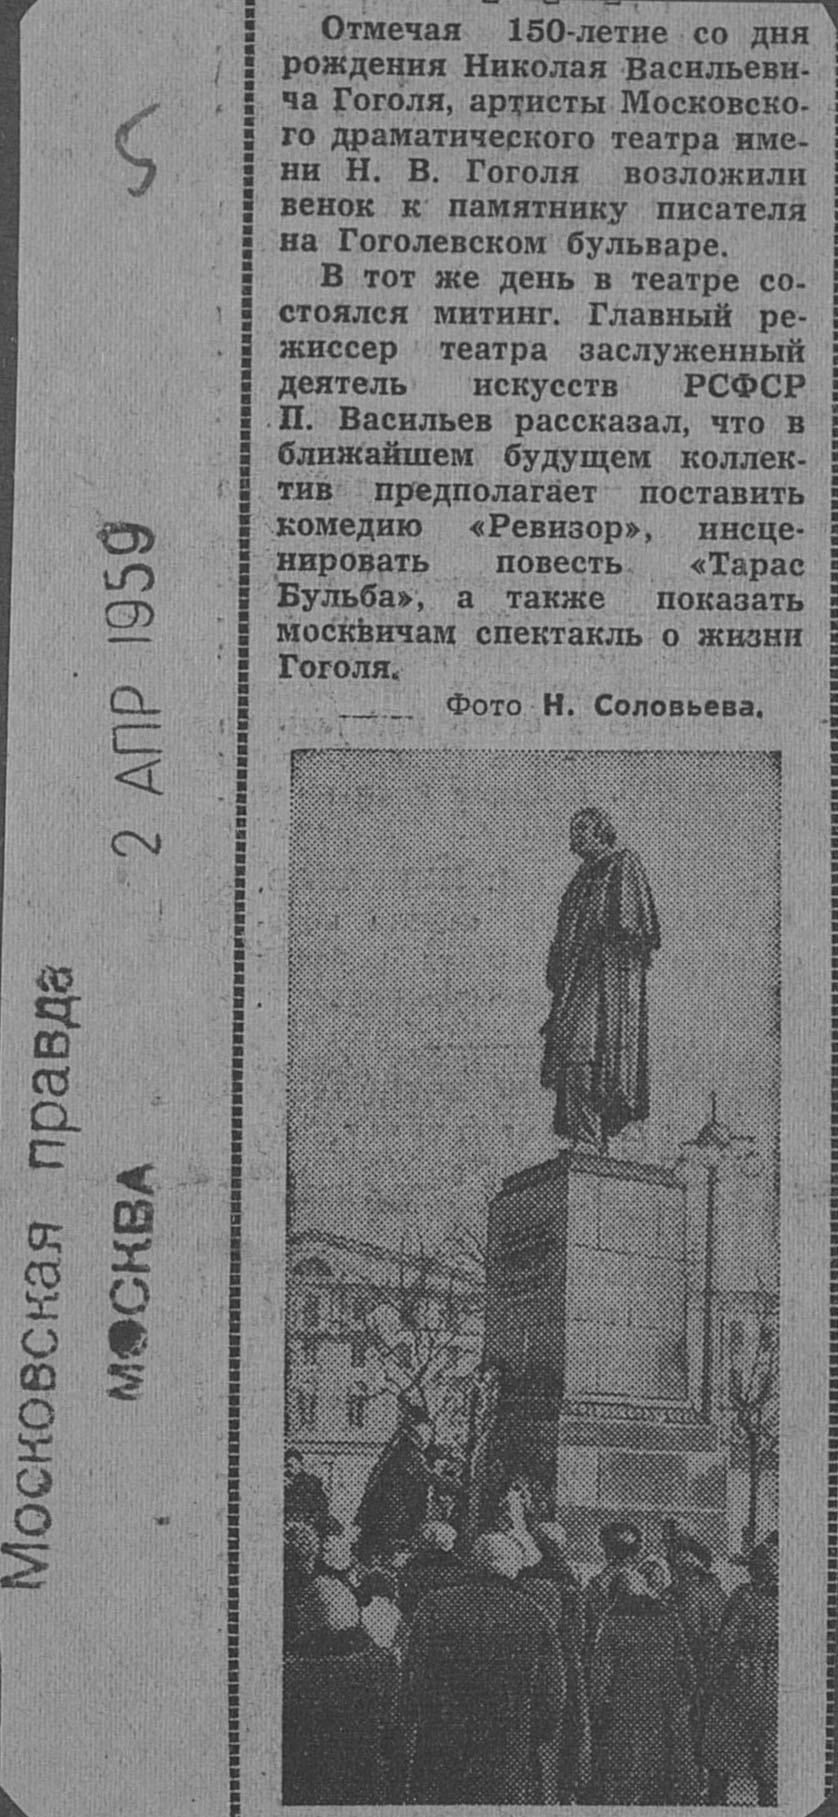 Отмечая 150-летие со дня
рождения Николая Васильеви-
ча Гоголя, артисты Московско-
го драматического театра име-
ни Н. В. Гоголя возложили
венок к памятнику писателя
на Гоголевском бульваре.
В тот же день в театре со-
стоялся митинг. Главный ре-
жиссер театра заслуженный
деятель искусств РСФСР
П. Васильев рассказал, что в
ближайшем будущем коллек-
тив предполагает поставить
комедию «Ревизор», инсце-
нировать повесть «Тарас
Бульба», а также показать
москвичам спектакль о жизни
Гоголя.
Фото Н. Соловьева.
Московская правда
МОСКВА
2 АПР 1959
5